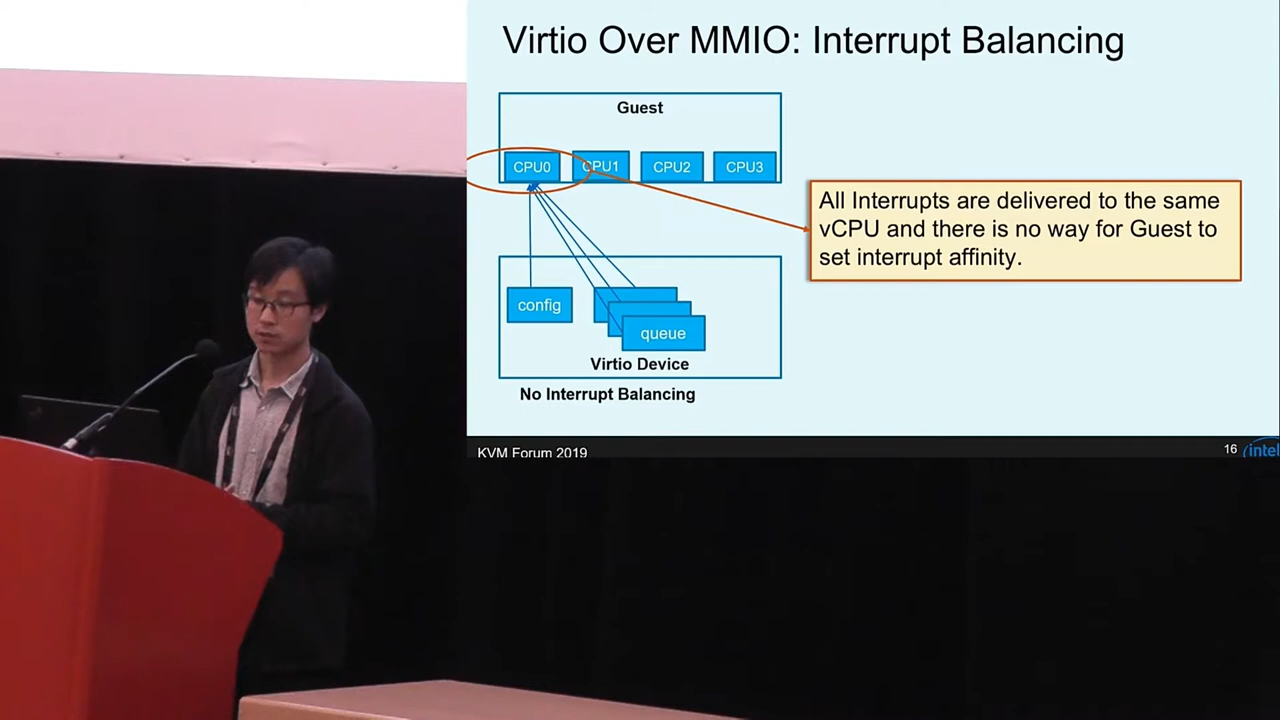 Virtio Over MMIO: Interrupt Balancing
Guest
CPU0
CPU1
CPU2
CPU3
All Interrupts are delivered to the same
vCPU and there is no way for Guest to
set interrupt affinity.
config
queue
Virtio Device
No Interrupt Balancing
KVM Forum 2019
16
intel